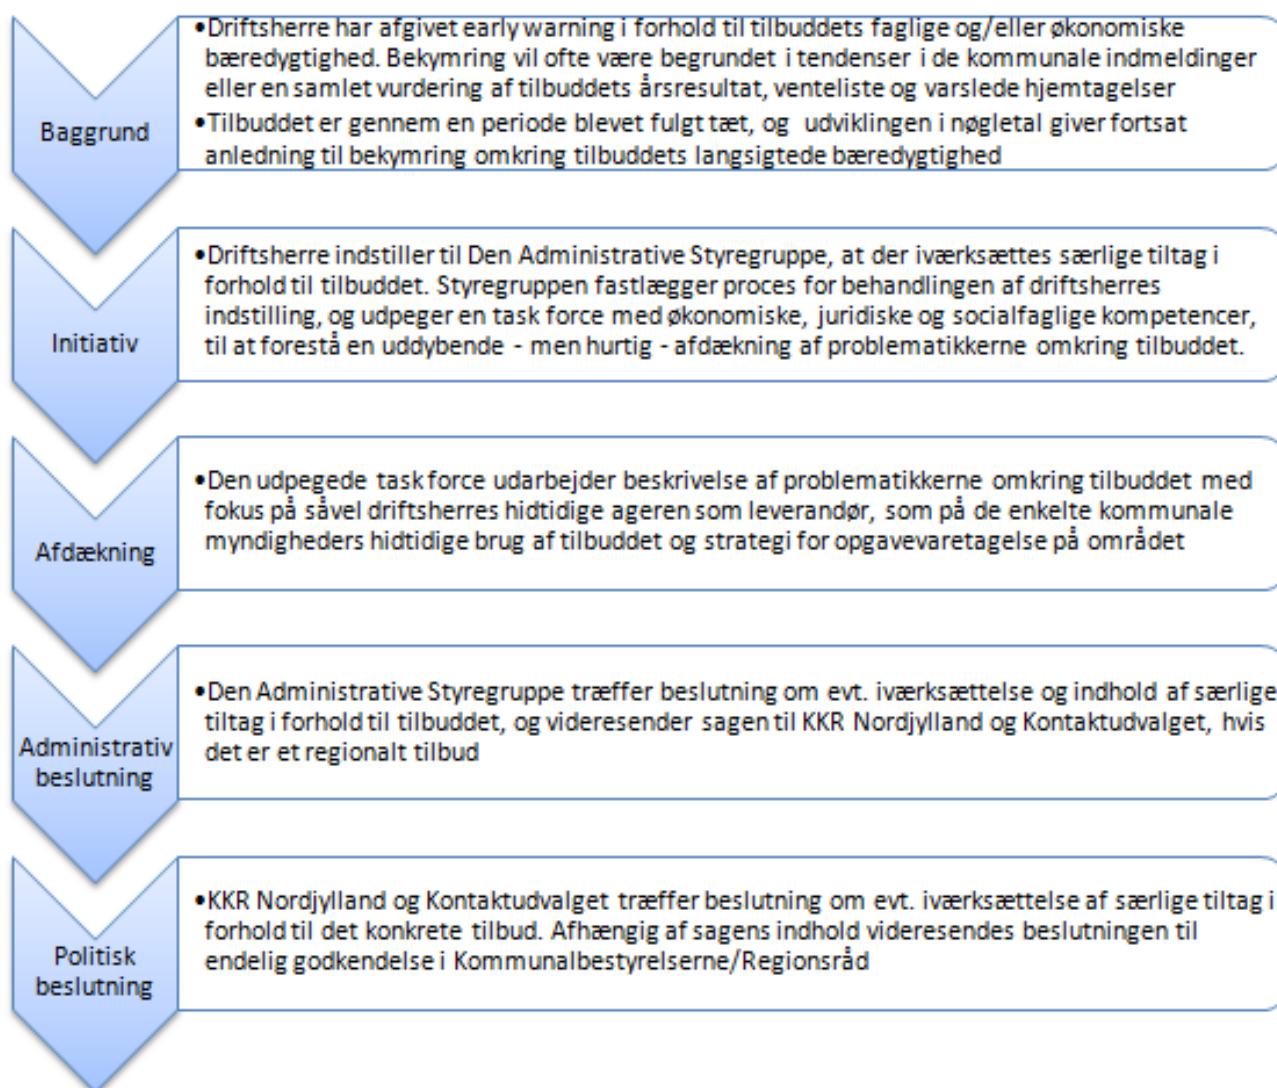 Baggrund
•Driftsherre har afgivet early warning i forhold til tilbuddets faglige og/eller økonomiske
bæredygtighed. Bekymring vil ofte være begrundet i tendenser i de kommunale indmeldinger
eller en samlet vurdering af tilbuddets årsresultat, venteliste og varslede hjemtagelser
•Tilbuddet er gennem en periode blevet fulgt tæt, og udviklingen i nøgletal giver fortsat
anledning til bekymring omkring tilbuddets langsigtede bæredygtighed
Initiativ
•Driftsherre indstiller til Den Administrative Styregruppe, at der iværksættes særlige tiltag i
forhold til tilbuddet. Styregruppen fastlægger proces for behandlingen af driftsherres
indstilling, og udpeger en task force med økonomiske, juridiske og socialfaglige kompetencer,
til at forestå en uddybende - men hurtig - afdækning af problematikkerne omkring tilbuddet.
Afdækning
•Den udpegede task force udarbejder beskrivelse af problematikkerne omkring tilbuddet med
fokus på såvel driftsherres hidtidige ageren som leverandør, som på de enkelte kommunale
myndigheders hidtidige brug af tilbuddet og strategi for opgavevaretagelse på området
Administrativ
beslutning
•Den Administrative Styregruppe træffer beslutning om evt. iværksættelse og indhold af særlige
tiltag i forhold til tilbuddet, og videresender sagen til KKR Nordjylland og Kontaktudvalget, hvis
det er et regionalt tilbud
Politisk
beslutning
•KKR Nordjylland og Kontaktudvalget træffer beslutning om evt. iværksættelse af særlige tiltag i
forhold til det konkrete tilbud. Afhængig af sagens indhold videresendes beslutningen til
endelig godkendelse i Kommunalbestyrelserne/Regionsråd